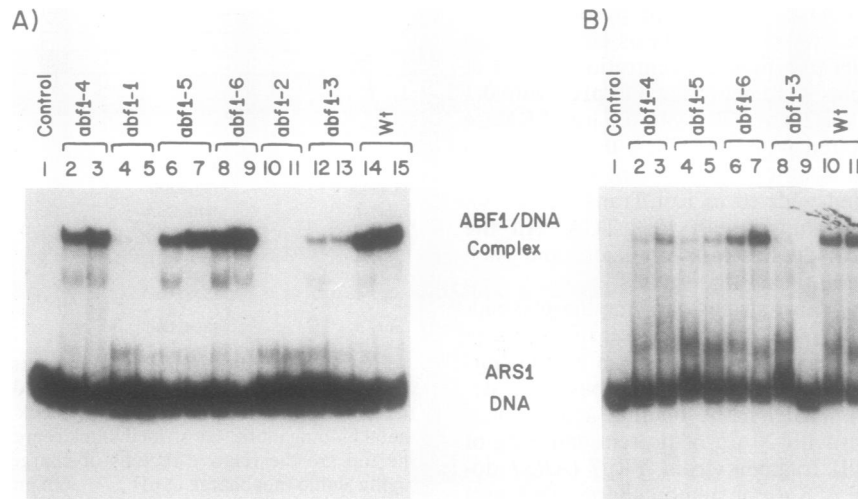 A)
Control
abf1-4
abf1-1
abf1-5
abf1-6
abf1-2
abf1-3
Wt
1 2 3 4 5 6 7 8 9 10 11 12 13 14 15
ABF1/DNA
Complex
ARS1
DNA
B)
Control
abf1-4
abf1-5
abf1-6
abf1-3
Wt
1 2 3 4 5 6 7 8 9 10 11